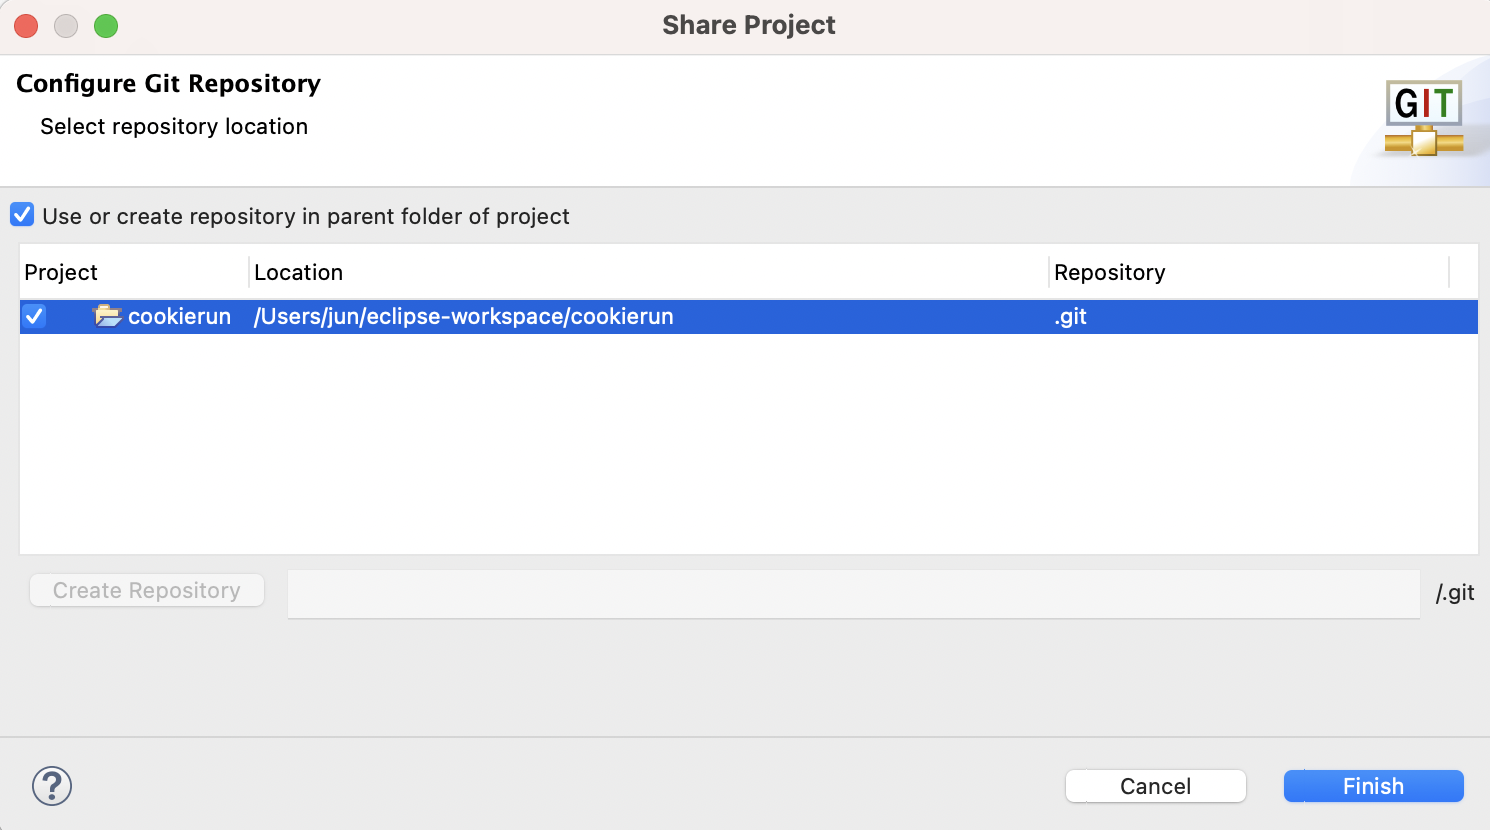 Share Project
Configure Git Repository
Select repository location
GIT
Use or create repository in parent folder of project
Project Location Repository
cookierun /Users/jun/eclipse-workspace/cookierun .git
Create Repository /.git
? Cancel Finish